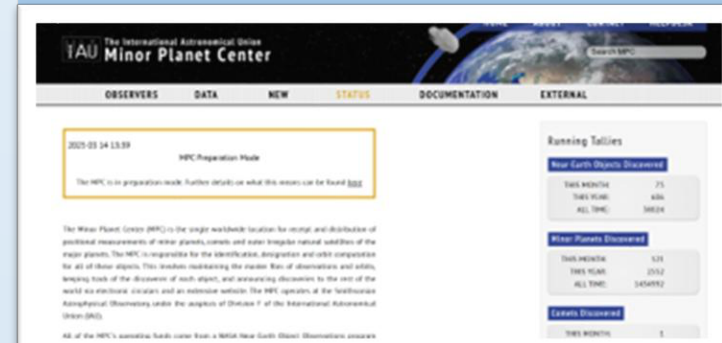 HOME ABOUT CONTACT HELPDESK
IAU The International Astronomical Union
Minor Planet Center
Search MPC
OBSERVERS DATA NEW STATUS DOCUMENTATION EXTERNAL
2025-03-14 13:39
MPC Preparation Mode
The MPC is in preparation mode. Further details on what this means can be found here
The Minor Planet Center (MPC) is the single worldwide location for receipt and distribution of
positional measurements of minor planets, comets and outer irregular natural satellites of the
major planets. The MPC is responsible for the identification, designation and orbit computation
for all of these objects. This involves maintaining the master files of observations and orbits,
keeping track of the discoverer of each object, and announcing discoveries to the rest of the
world via electronic circulars and an extensive website. The MPC operates at the Smithsonian
Astrophysical Observatory, under the auspices of Division F of the International Astronomical
Union (IAU).
All of the MPC's operating funds come from a NASA Near-Earth Object Observations program
Running Tallies
Near-Earth Objects Discovered
THIS MONTH: 75
THIS YEAR:
ALL TIME:
Minor Planets Discovered
THIS MONTH:
THIS YEAR: 2552
ALL TIME:
Comets Discovered
THIS MONTH: